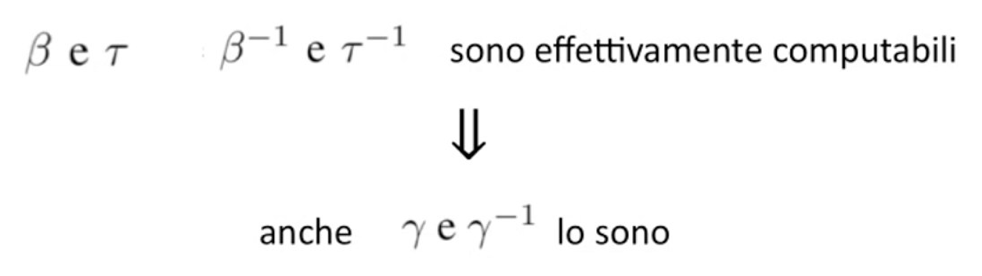 β e τ β⁻¹ e τ⁻¹ sono effettivamente computabili
⇓
anche γ e γ⁻¹ lo sono